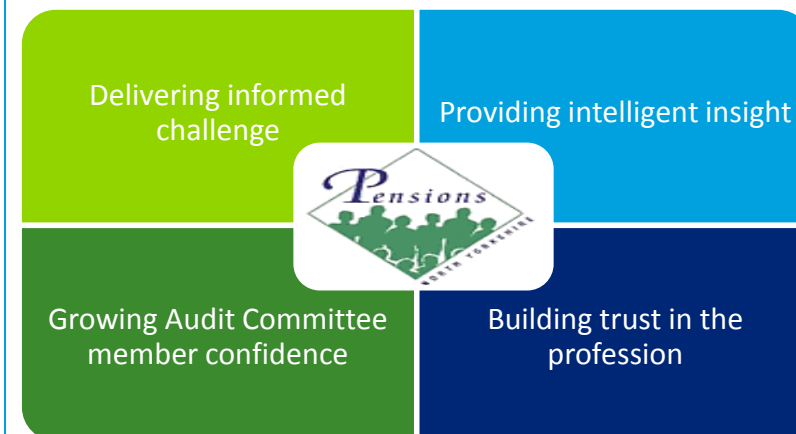 Delivering informed
challenge
Providing intelligent insight
Pensions
NORTH YORKSHIRE
Growing Audit Committee
member confidence
Building trust in the
profession